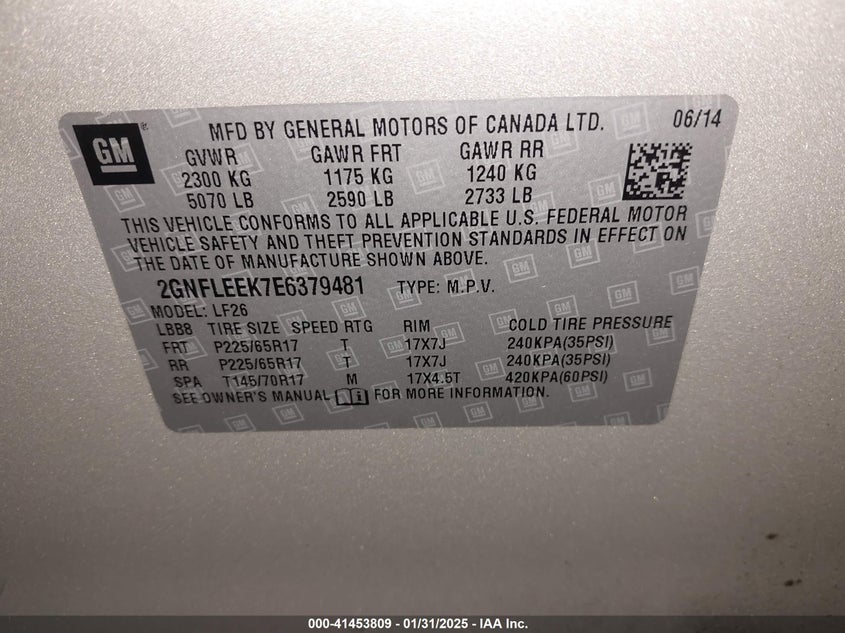 GM
MFD BY GENERAL MOTORS OF CANADA LTD. 06/14
GVWR GAWR FRT GAWR RR
2300 KG 1175 KG 1240 KG
5070 LB 2590 LB 2733 LB
THIS VEHICLE CONFORMS TO ALL APPLICABLE U.S. FEDERAL MOTOR
VEHICLE SAFETY AND THEFT PREVENTION STANDARDS IN EFFECT ON
THE DATE OF MANUFACTURE SHOWN ABOVE.
2GNFLEEK7E6379481 TYPE: M.P.V.
MODEL: LF26
LBB8 TIRE SIZE SPEED RTG RIM COLD TIRE PRESSURE
FRT P225/65R17 T 17X7J 240KPA(35PSI)
RR P225/65R17 T 17X7J 240KPA(35PSI)
SPA T145/70R17 M 17X4.5T 420KPA(60PSI)
SEE OWNER'S MANUAL FOR MORE INFORMATION.
000-41453809 - 01/31/2025 - IAA Inc.